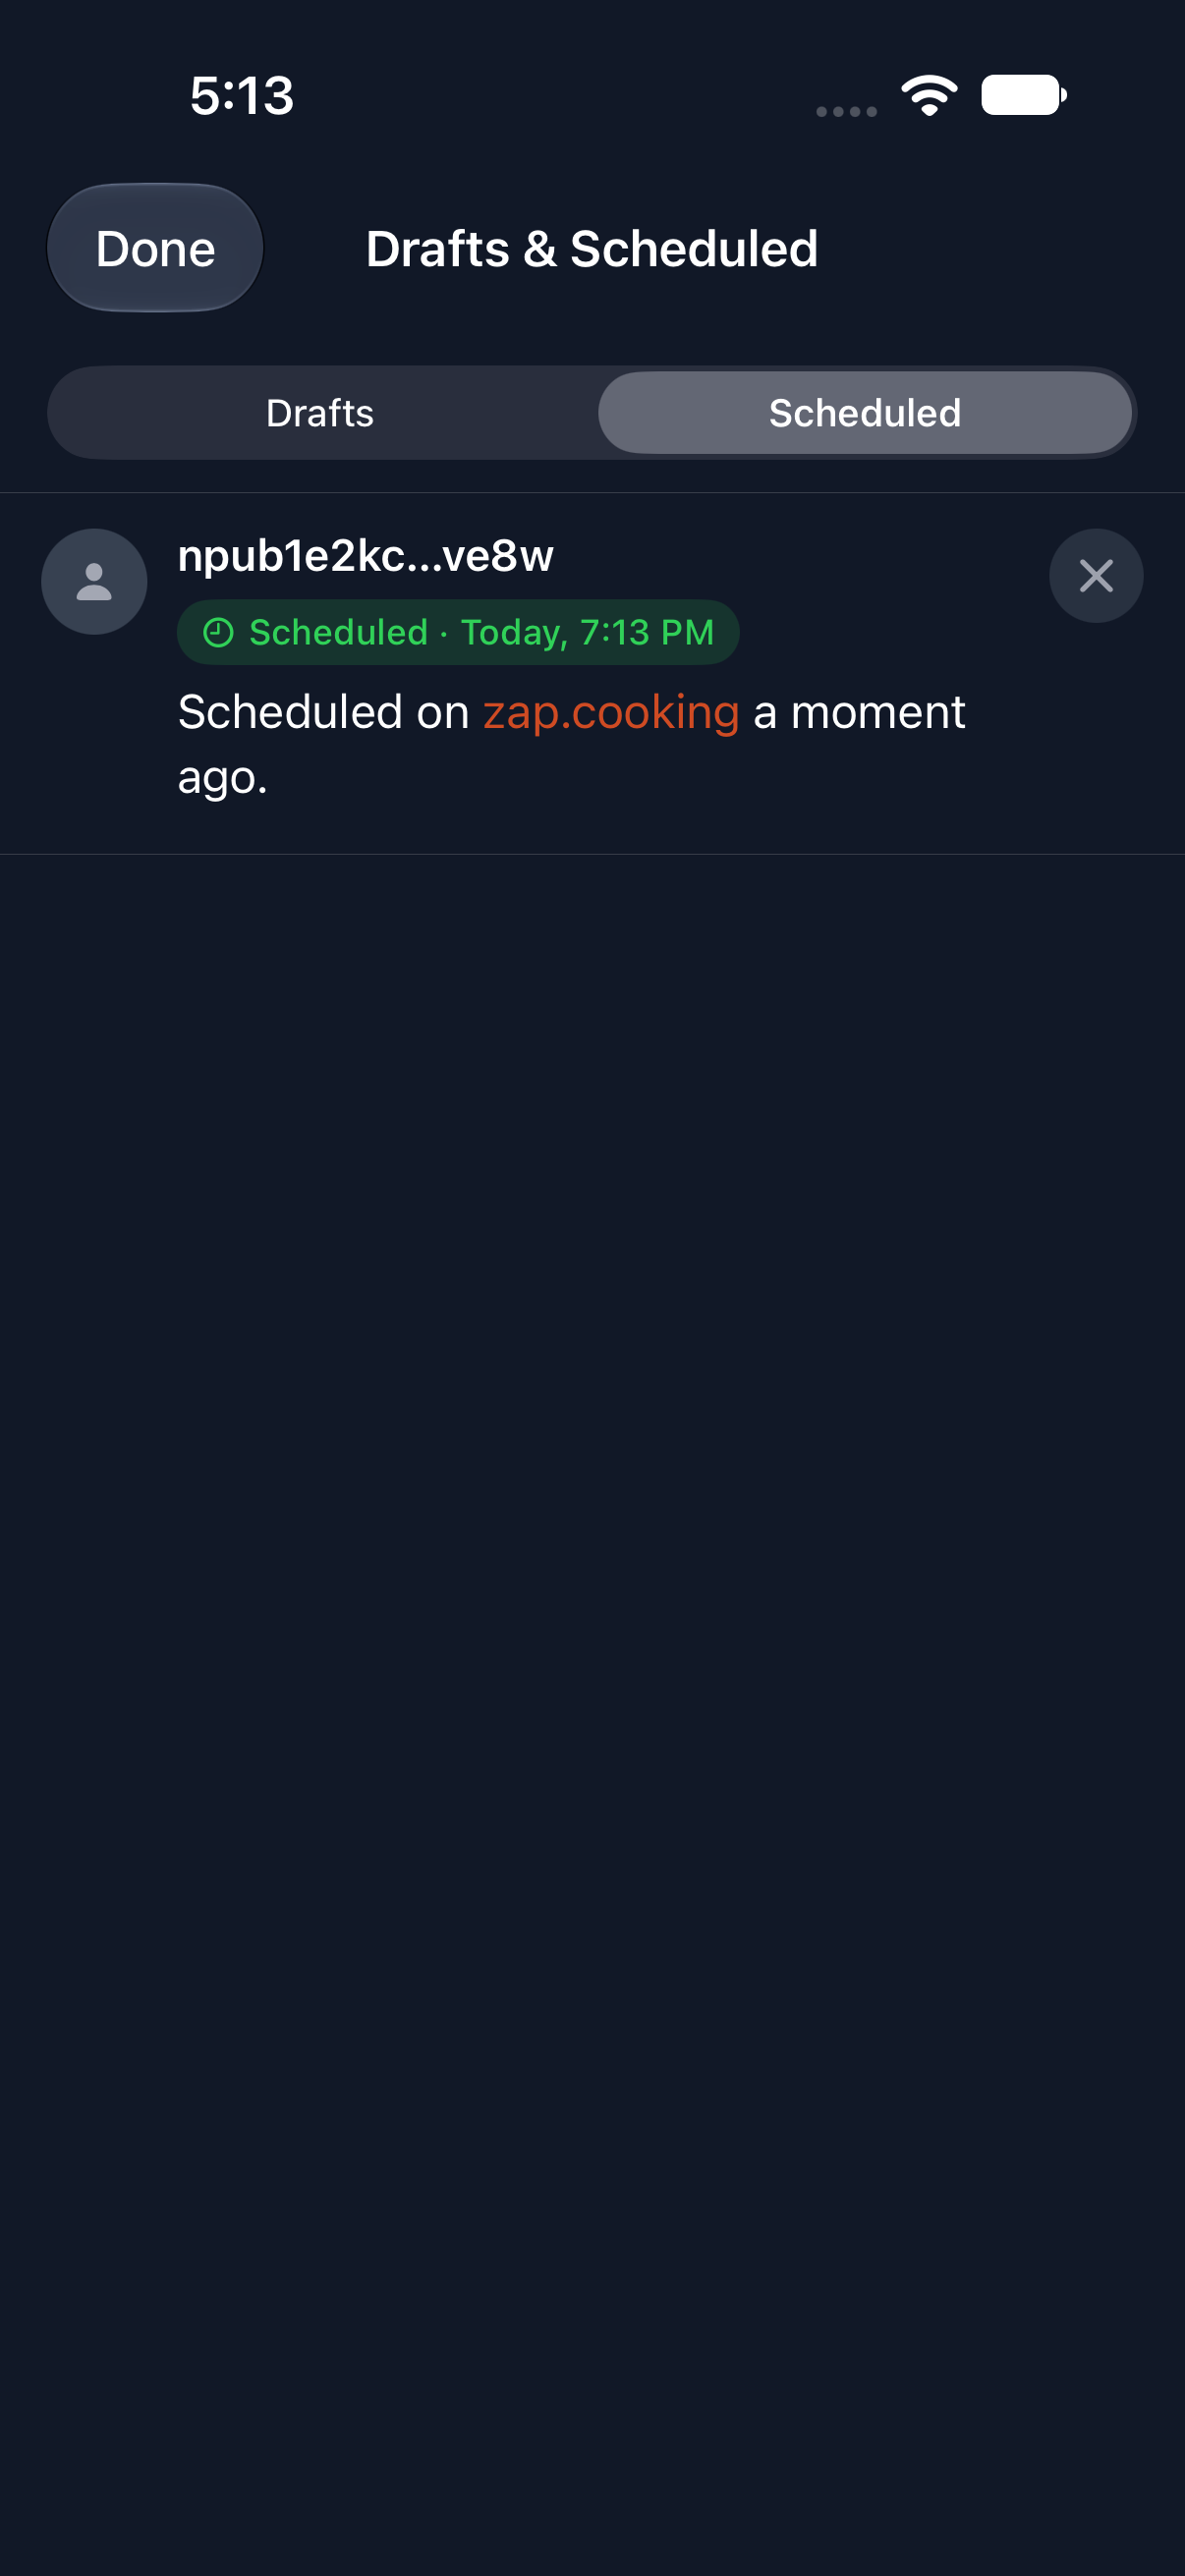 5:13
Done
Drafts & Scheduled
Drafts
Scheduled
npub1e2kc...ve8w
Scheduled · Today, 7:13 PM
Scheduled on zap.cooking a moment
ago.